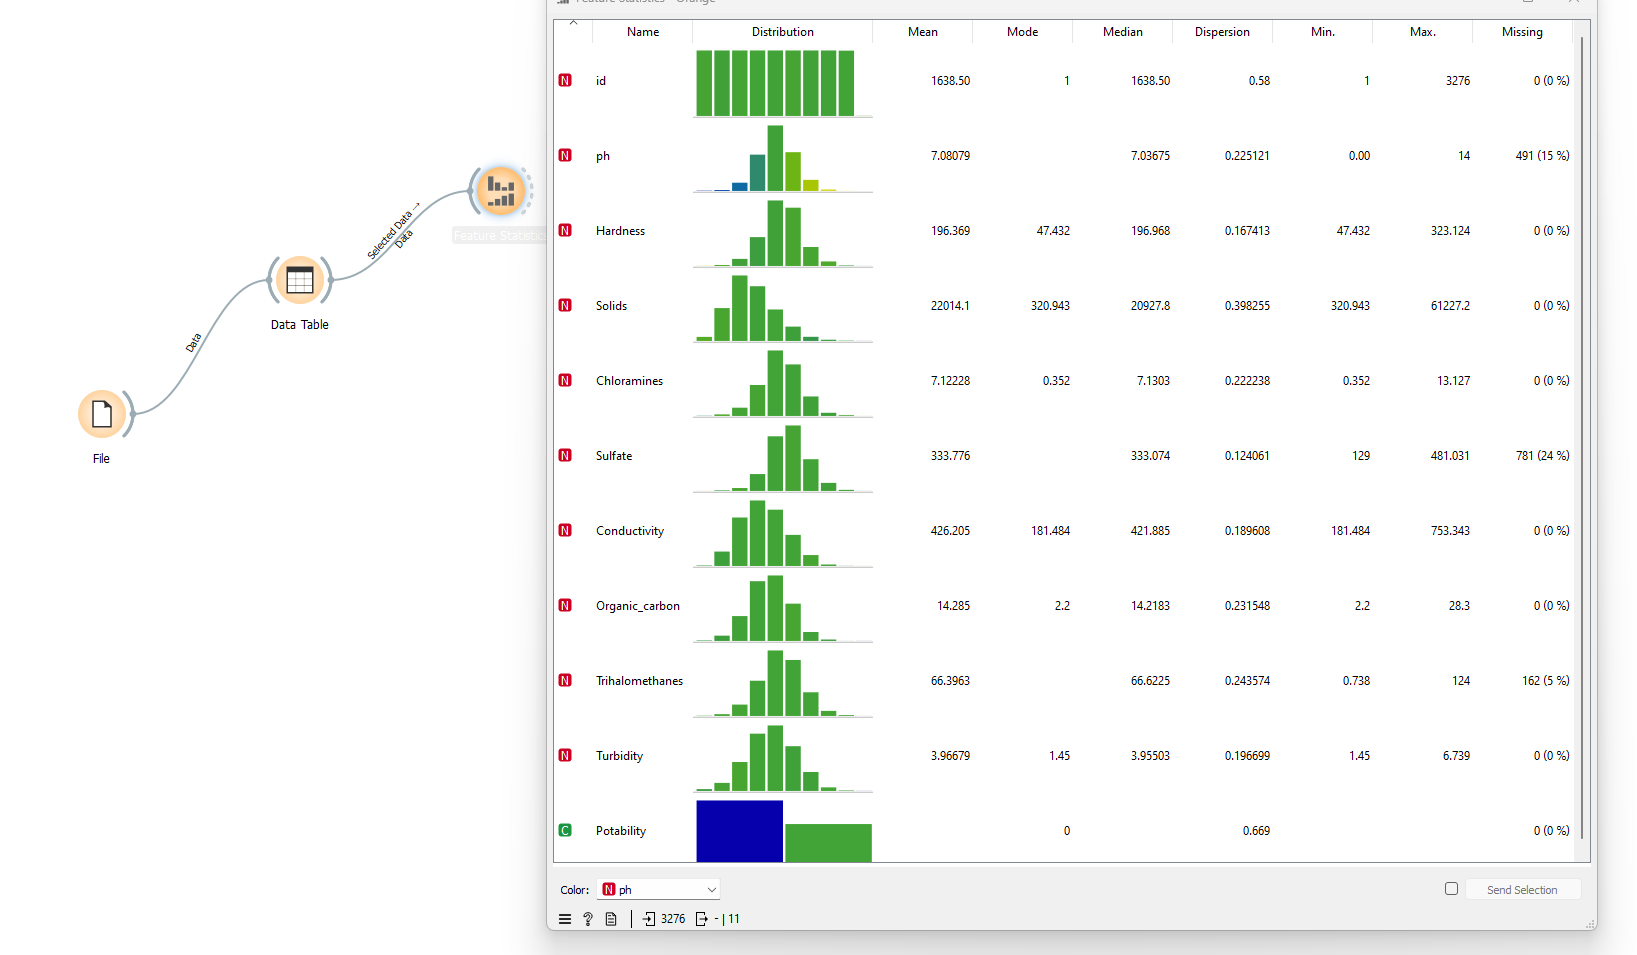 Feature Statistics - Orange
Name Distribution Mean Mode Median Dispersion Min. Max. Missing
N id 1638.50 1 1638.50 0.58 1 3276 0 (0 %)
N ph 7.08079 7.03675 0.225121 0.00 14 491 (15 %)
N Hardness 196.369 47.432 196.968 0.167413 47.432 323.124 0 (0 %)
N Solids 22014.1 320.943 20927.8 0.398255 320.943 61227.2 0 (0 %)
N Chloramines 7.12228 0.352 7.1303 0.222238 0.352 13.127 0 (0 %)
N Sulfate 333.776 333.074 0.124061 129 481.031 781 (24 %)
N Conductivity 426.205 181.484 421.885 0.189608 181.484 753.343 0 (0 %)
N Organic_carbon 14.285 2.2 14.2183 0.231548 2.2 28.3 0 (0 %)
N Trihalomethanes 66.3963 66.6225 0.243574 0.738 124 162 (5 %)
N Turbidity 3.96679 1.45 3.95503 0.196699 1.45 6.739 0 (0 %)
C Potability 0 0.669 0 (0 %)
Color: N ph
Send Selection
? 3276 - | 11
Feature Statistics
Selected Data →
Data
Data Table
Data
File